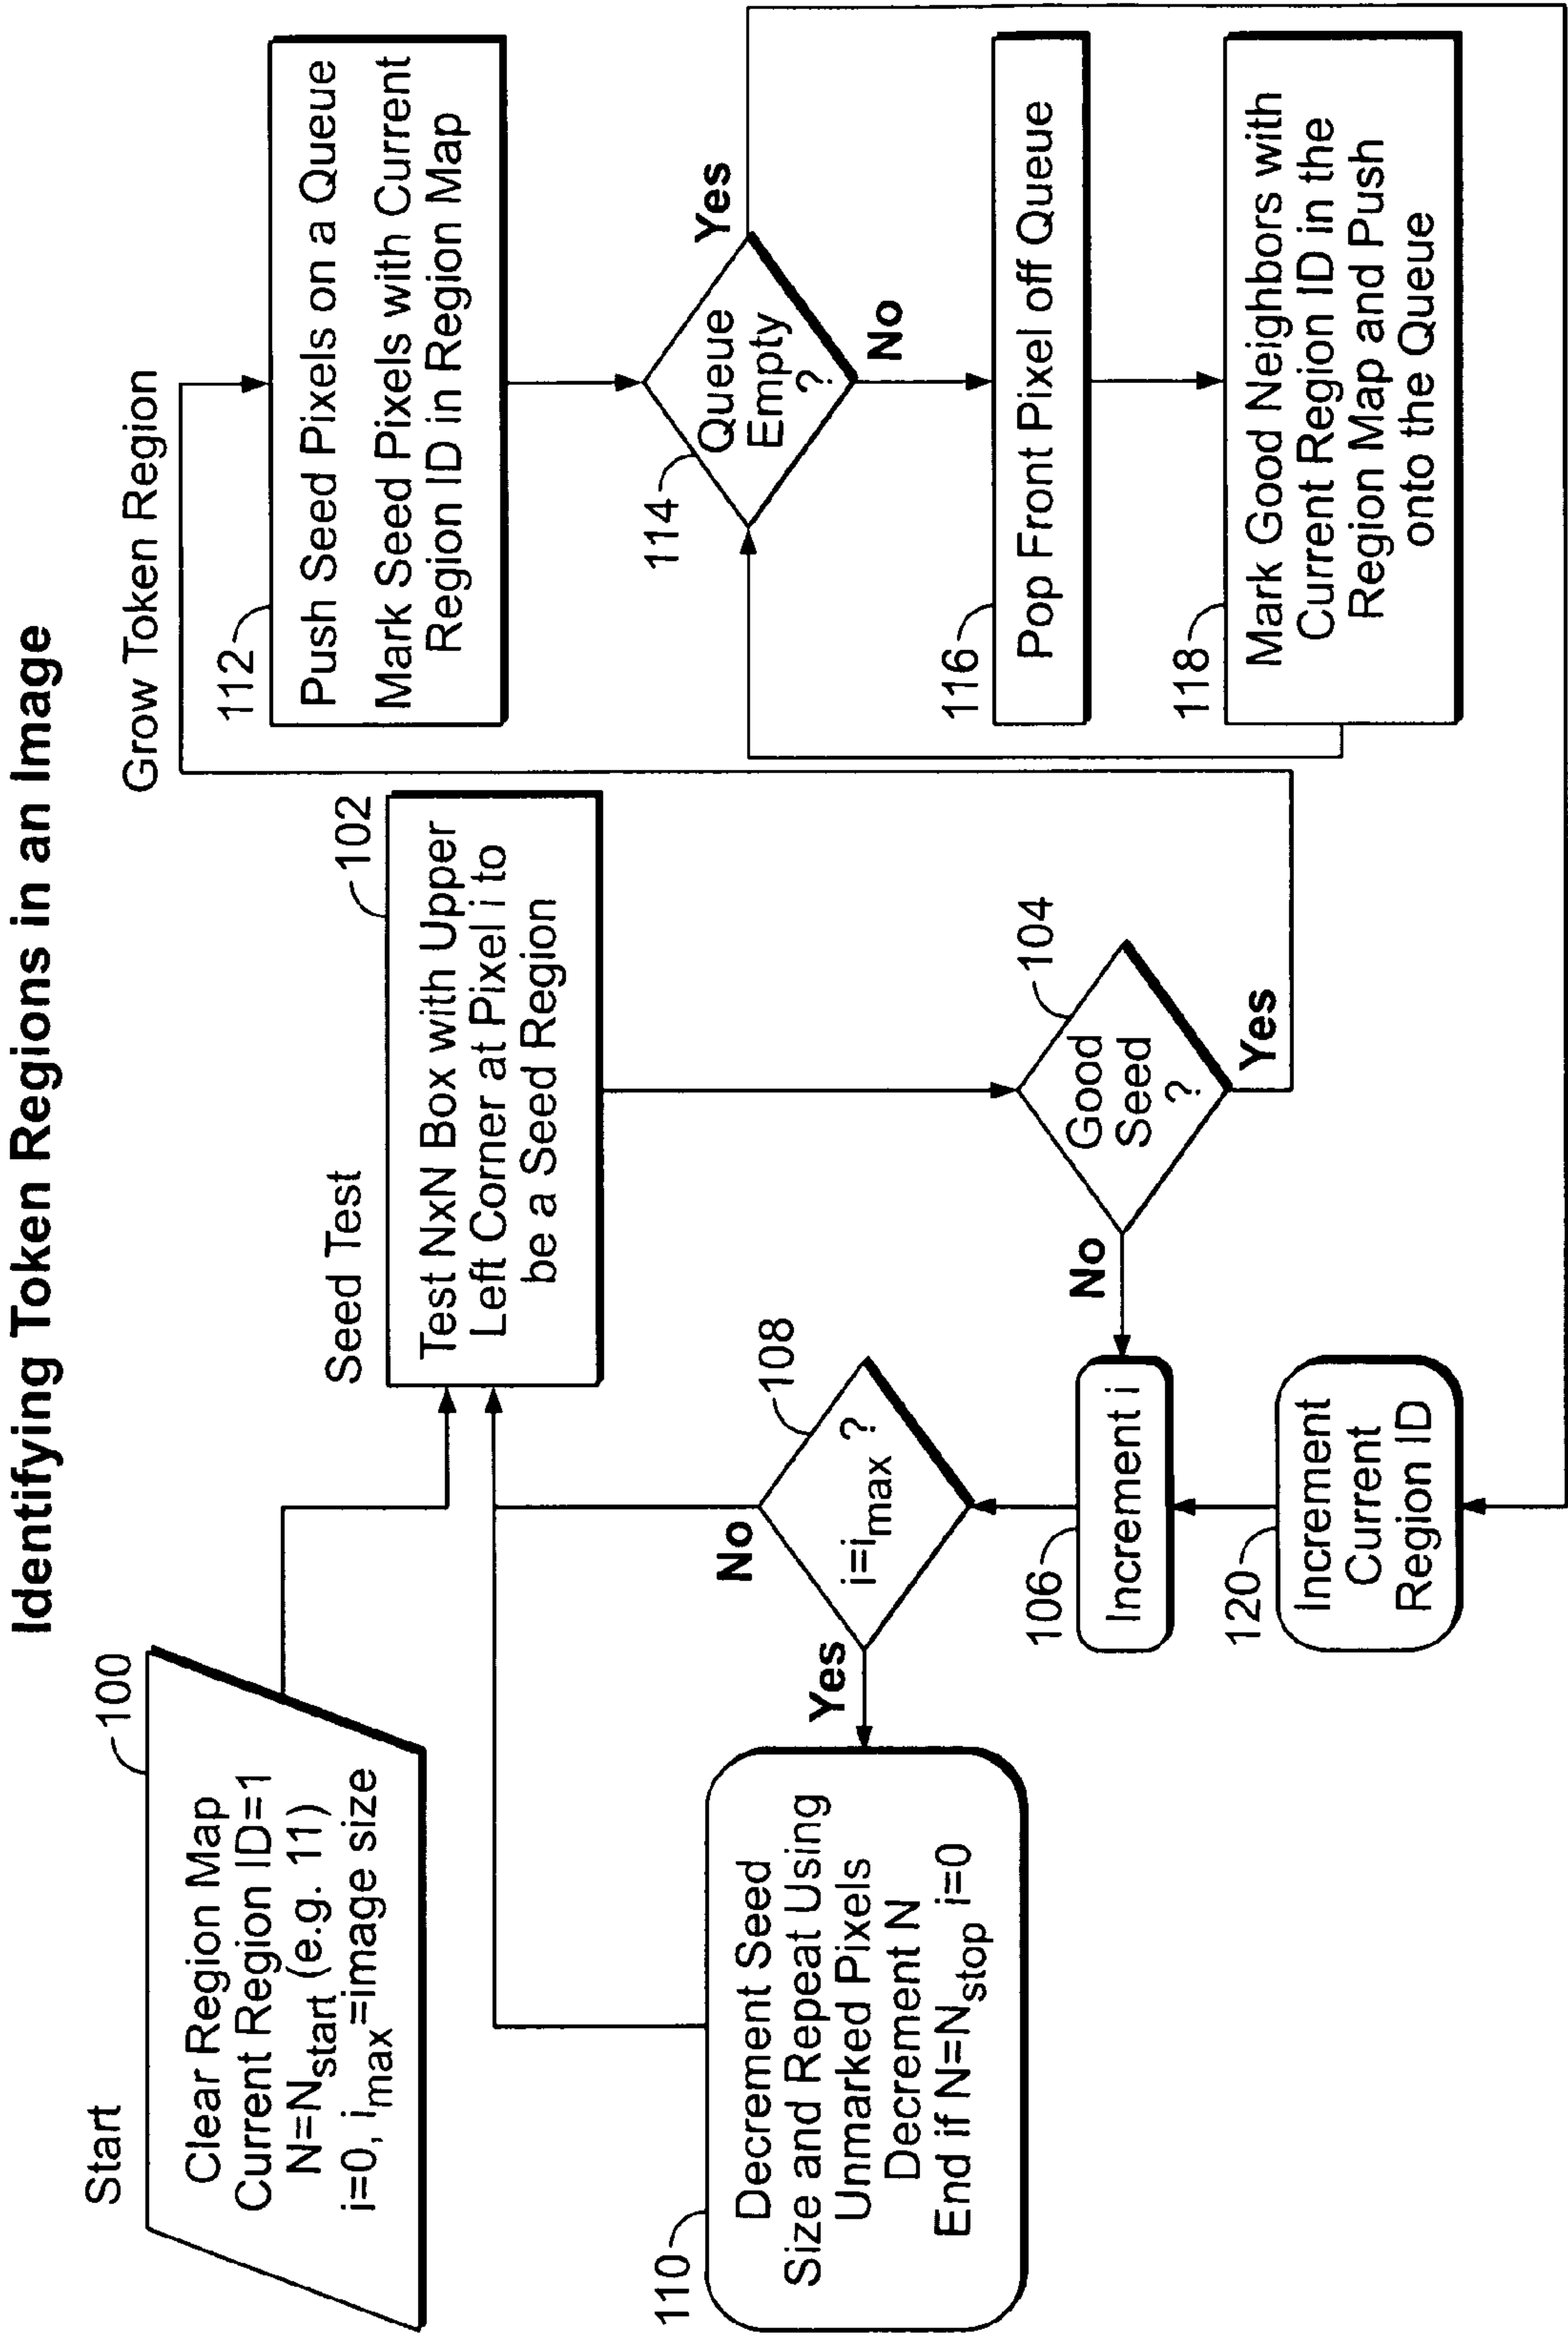 Identifying Token Regions in an Image
Start
100
Clear Region Map
Current Region ID=1
N=Nstart (e.g. 11)
i=0, imax=image size
Seed Test
102
Test NxN Box with Upper
Left Corner at Pixel i to
be a Seed Region
104
Good
Seed
?
Yes
No
106
Increment i
108
i=imax ?
No
Yes
110
Decrement Seed
Size and Repeat Using
Unmarked Pixels
Decrement N
End if N=Nstop i=0
Grow Token Region
112
Push Seed Pixels on a Queue
Mark Seed Pixels with Current
Region ID in Region Map
114
Queue
Empty
?
Yes
No
116
Pop Front Pixel off Queue
118
Mark Good Neighbors with
Current Region ID in the
Region Map and Push
onto the Queue
120
Increment
Current
Region ID